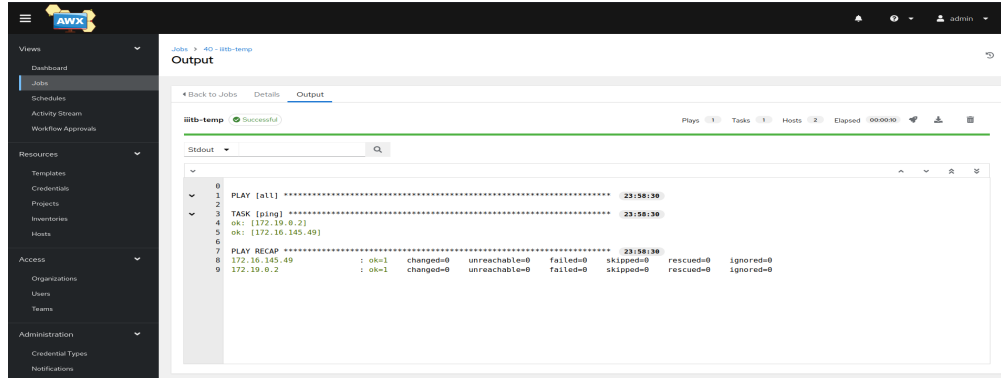 AWX
admin
Views
Dashboard
Jobs
Schedules
Activity Stream
Workflow Approvals
Resources
Templates
Credentials
Projects
Inventories
Hosts
Access
Organizations
Users
Teams
Administration
Credential Types
Notifications
Jobs > 40 - iiitb-temp
Output
Back to Jobs Details Output
iiitb-temp Successful Plays 1 Tasks 1 Hosts 2 Elapsed 00:00:10
Stdout
0
1 PLAY [all] ********************************************************************* 23:58:30
2
3 TASK [ping] ******************************************************************** 23:58:30
4 ok: [172.19.0.2]
5 ok: [172.16.145.49]
6
7 PLAY RECAP ********************************************************************* 23:58:30
8 172.16.145.49 : ok=1 changed=0 unreachable=0 failed=0 skipped=0 rescued=0 ignored=0
9 172.19.0.2 : ok=1 changed=0 unreachable=0 failed=0 skipped=0 rescued=0 ignored=0